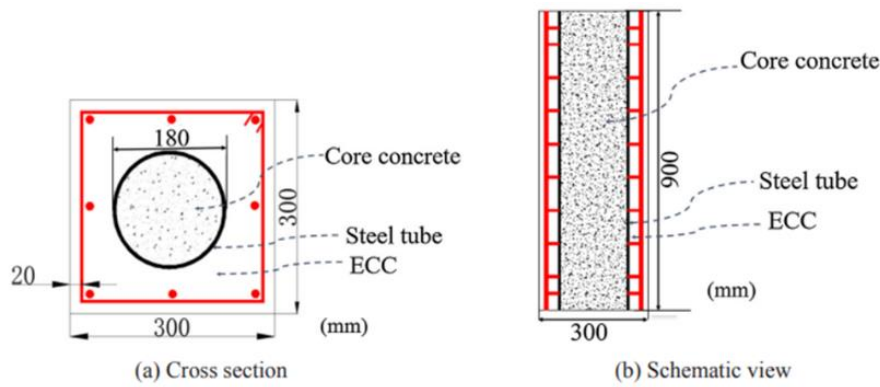 180
Core concrete
300
Steel tube
ECC
20
300
(mm)
(a) Cross section
Core concrete
900
Steel tube
ECC
(mm)
300
(b) Schematic view